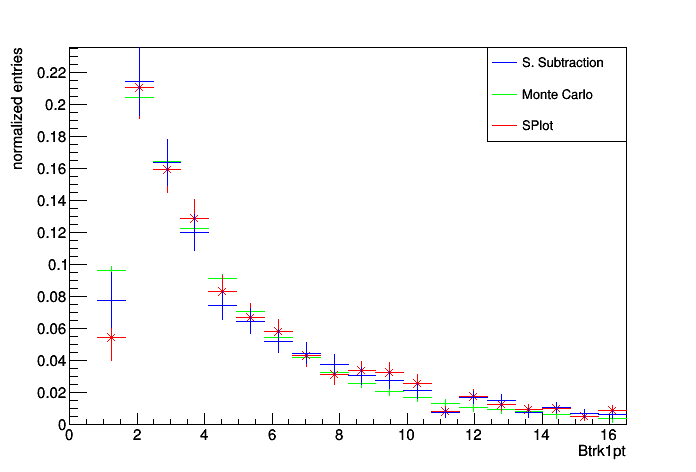 normalized entries
0.22
0.2
0.18
0.16
0.14
0.12
0.1
0.08
0.06
0.04
0.02
0
S. Subtraction
Monte Carlo
SPlot
0 2 4 6 8 10 12 14 16
Btrk1pt